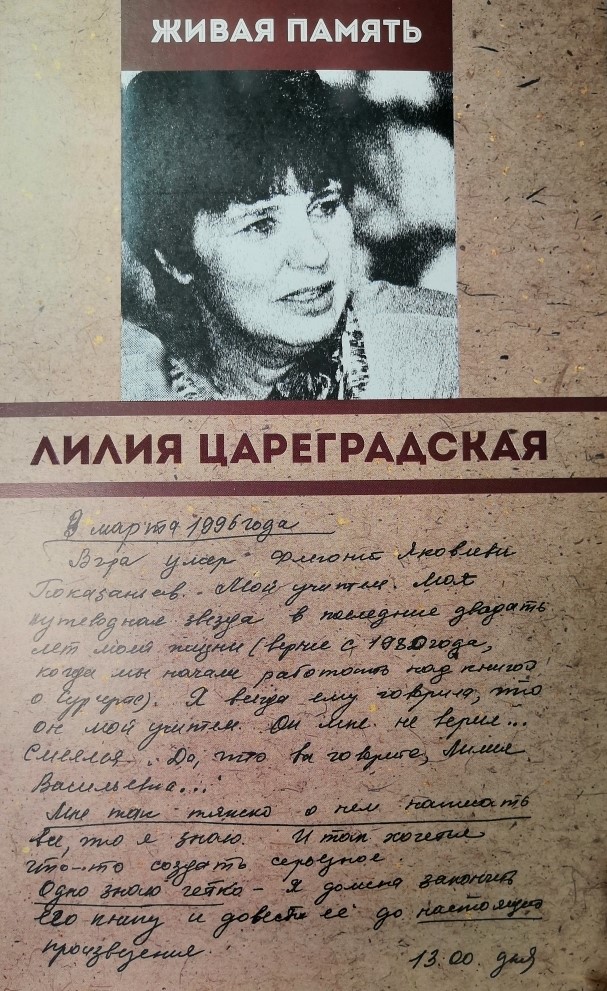 ЖИВАЯ ПАМЯТЬ
ЛИЛИЯ ЦАРЕГРАДСКАЯ
8 марта 1996 года
Вчера умер Флегонт Яковлевич
Показаньев. Мой учитель. Моя
путеводная звезда в последние двадцать
лет моей жизни (вернее с 1980 года,
когда мы начали работать над книгой
о Сургуте). Я всегда ему говорила, что
он мой учитель. Он мне не верил...
Смеялся: "Да, что вы говорите, Лилия
Васильевна..."
Мне так тяжело о нем написать
все, что я знаю. И так хочется
что-то создать серьезное.
Одно знаю четко - я должна закончить
его книгу и довести её до настоящего
произведения.
13.00. дня